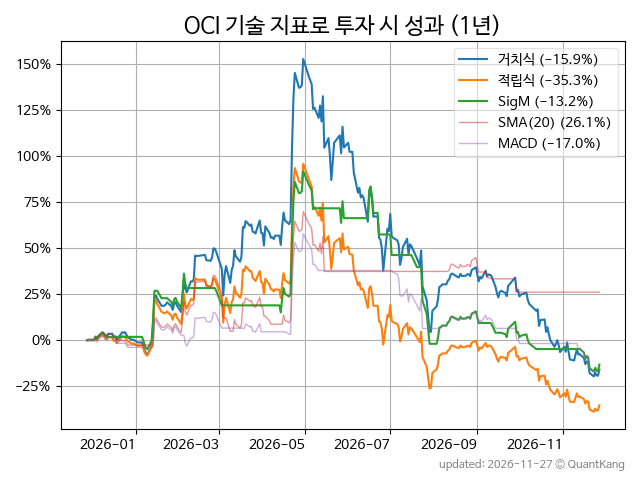 OCI 기술 지표로 투자 시 성과 (1년)
거치식 (−15.9%)
적립식 (−35.3%)
SigM (−13.2%)
SMA(20) (26.1%)
MACD (−17.0%)
150%
125%
100%
75%
50%
25%
0%
−25%
2026-01 2026-03 2026-05 2026-07 2026-09 2026-11
updated: 2026-11-27 © QuantKang